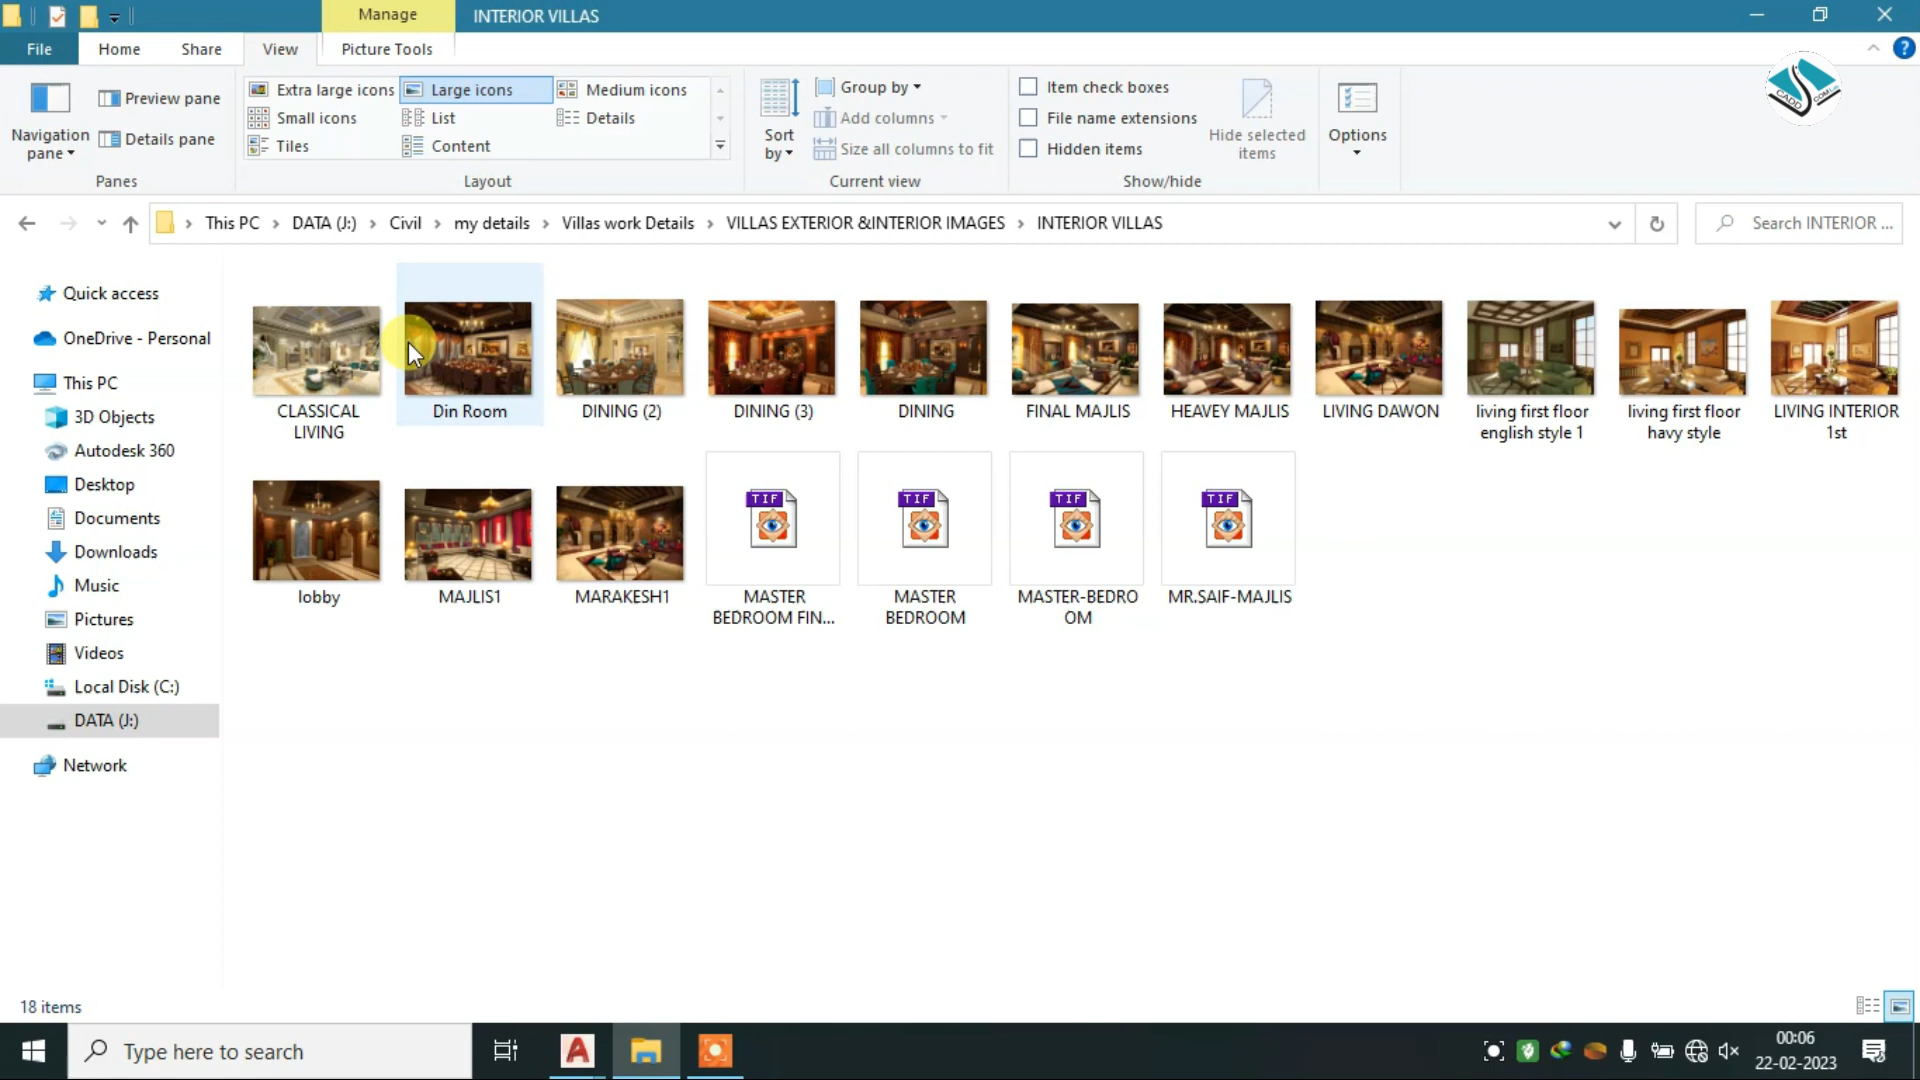 Manage
INTERIOR VILLAS
File
Home
Share
View
Picture Tools
Navigation pane
Preview pane
Details pane
Panes
Extra large icons
Large icons
Medium icons
Small icons
List
Details
Tiles
Content
Layout
Sort by
Group by
Add columns
Size all columns to fit
Current view
Item check boxes
File name extensions
Hidden items
Hide selected items
Show/hide
Options
This PC
DATA (J:)
Civil
my details
Villas work Details
VILLAS EXTERIOR &INTERIOR IMAGES
INTERIOR VILLAS
Search INTERIOR ...
Quick access
OneDrive - Personal
This PC
3D Objects
Autodesk 360
Desktop
Documents
Downloads
Music
Pictures
Videos
Local Disk (C:)
DATA (J:)
Network
CLASSICAL LIVING
Din Room
DINING (2)
DINING (3)
DINING
FINAL MAJLIS
HEAVEY MAJLIS
LIVING DAWON
living first floor english style 1
living first floor havy style
LIVING INTERIOR 1st
lobby
MAJLIS1
MARAKESH1
TIF
MASTER BEDROOM FIN...
TIF
MASTER BEDROOM
TIF
MASTER-BEDROOM
TIF
MR.SAIF-MAJLIS
18 items
Type here to search
00:06
22-02-2023